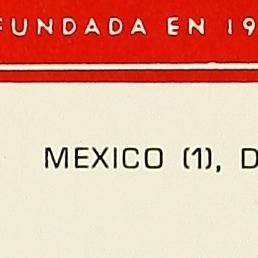 FUNDADA EN 19
MEXICO (1), D